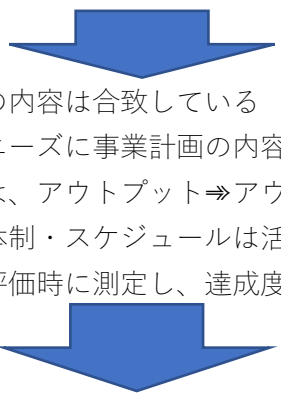 の内容は合致している
ニーズに事業計画の内容
は、アウトプット⇒アウ
体制・スケジュールは活
評価時に測定し、達成度